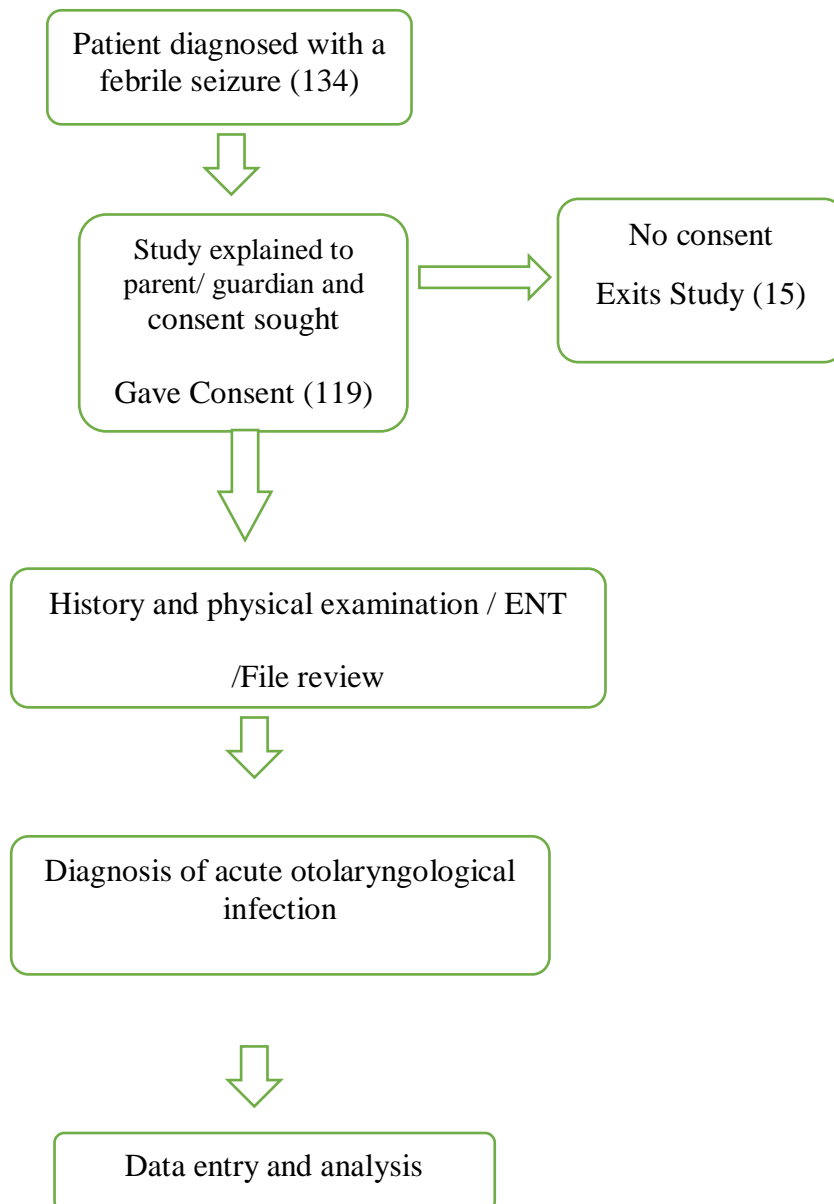 Patient diagnosed with a
febrile seizure (134)
Study explained to
parent/ guardian and
consent sought
Gave Consent (119)
No consent
Exits Study (15)
History and physical examination / ENT
/File review
Diagnosis of acute otolaryngological
infection
Data entry and analysis